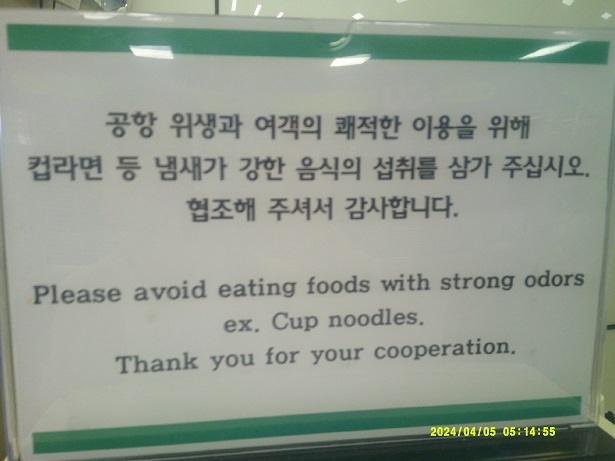 공항 위생과 여객의 쾌적한 이용을 위해
컵라면 등 냄새가 강한 음식의 섭취를 삼가 주십시오.
협조해 주셔서 감사합니다.
Please avoid eating foods with strong odors
ex. Cup noodles.
Thank you for your cooperation.
2024/04/05 05:14:55